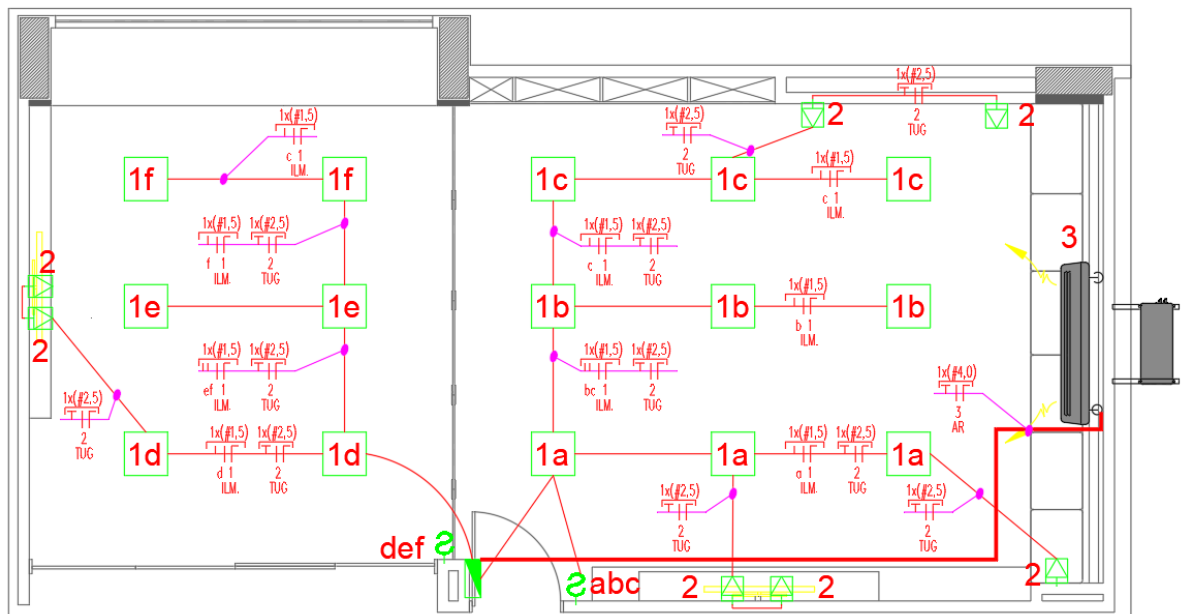 1x(#2,5)
2
TUG
2
2
1x(#1,5)
c 1
ILM.
1x(#2,5)
2
TUG
1f
1f
1c
1c
1x(#1,5)
c 1
ILM.
1c
1x(#1,5) 1x(#2,5)
f 1 2
ILM. TUG
1x(#1,5) 1x(#2,5)
c 1 2
ILM. TUG
3
2
1e
1e
1b
1b
1x(#1,5)
b 1
ILM.
1b
2
1x(#1,5) 1x(#2,5)
ef 1 2
ILM. TUG
1x(#1,5) 1x(#2,5)
bc 1 2
ILM. TUG
1x(#4,0)
3
AR
1x(#2,5)
2
TUG
1d
1x(#1,5) 1x(#2,5)
d 1 2
ILM. TUG
1d
1a
1a
1x(#1,5) 1x(#2,5)
a 1 2
ILM. TUG
1a
1x(#2,5)
2
TUG
1x(#2,5)
2
TUG
def
S
S
abc
2
2
2